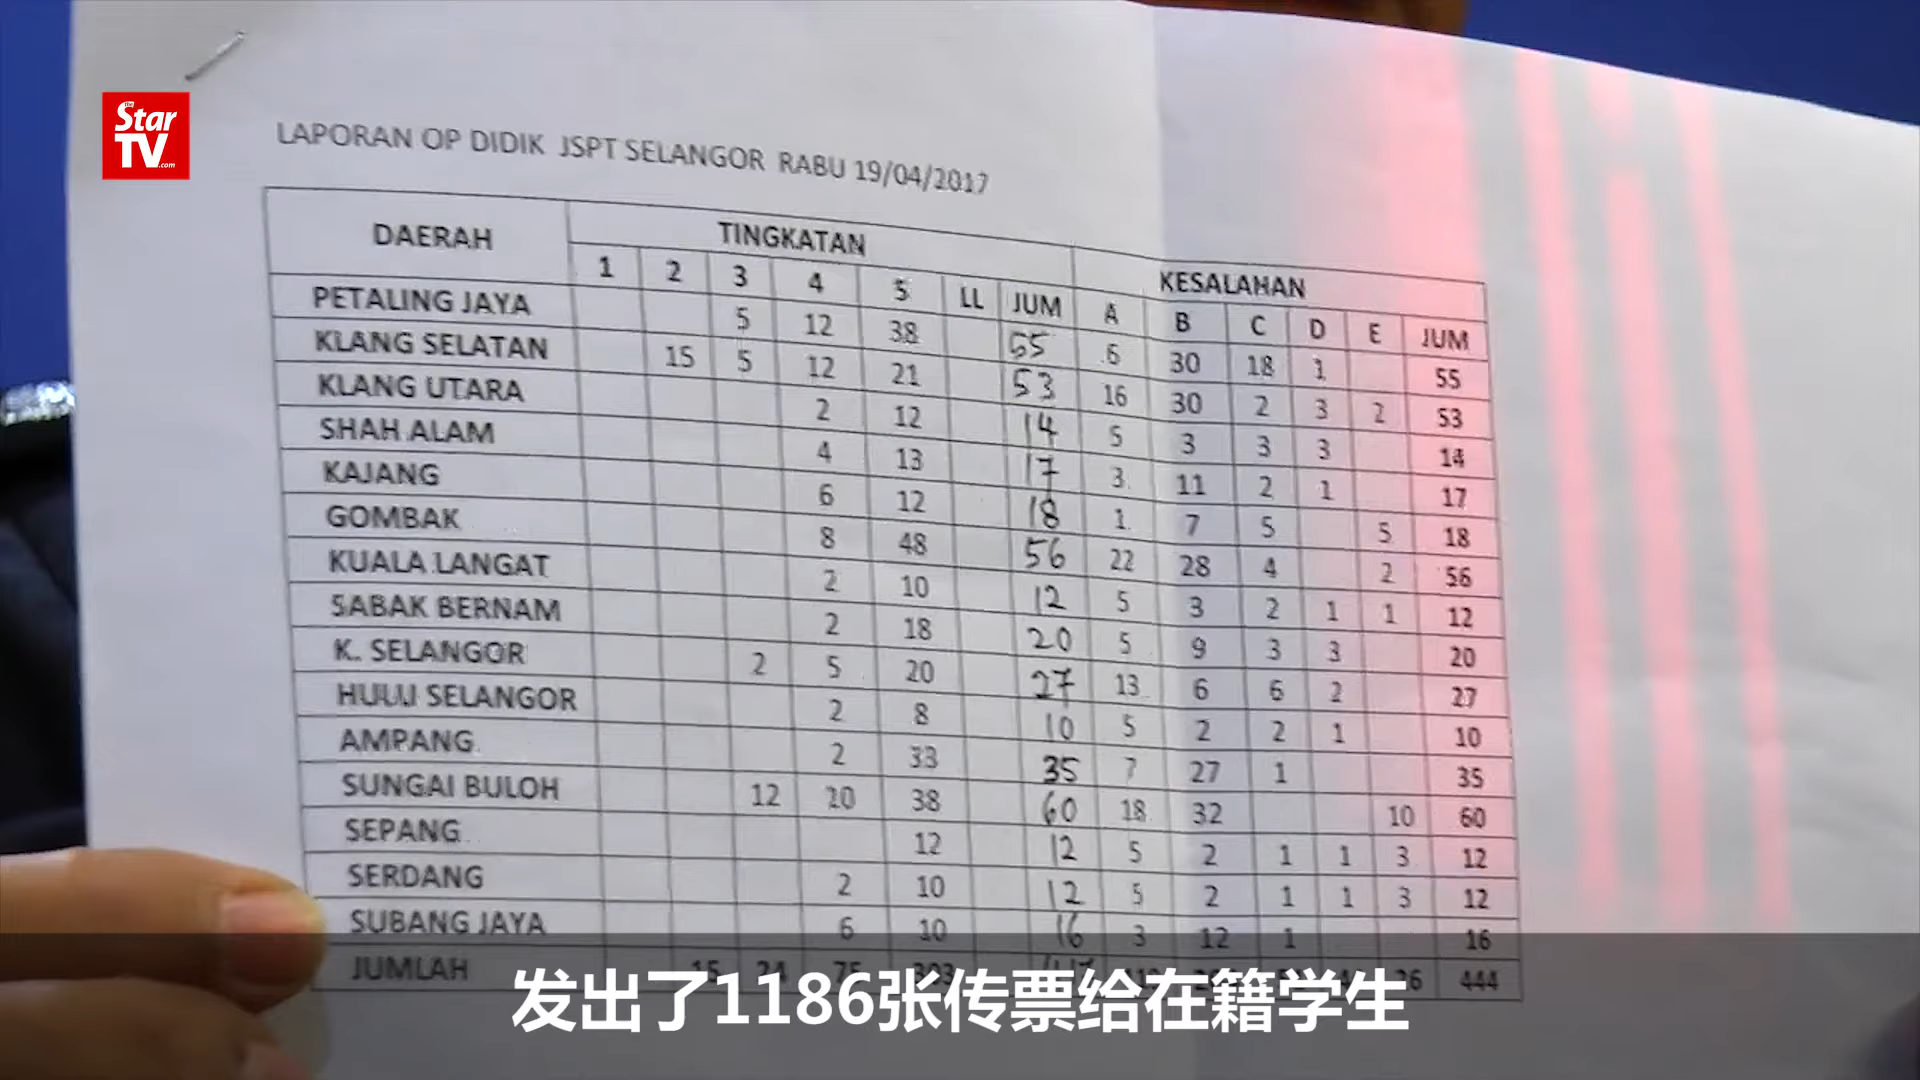 The Star TV .com
LAPORAN OP DIDIK JSPT SELANGOR RABU 19/04/2017
DAERAH TINGKATAN KESALAHAN
1 2 3 4 5 LL JUM A B C D E JUM
PETALING JAYA 5 12 38 55 6 30 18 1 55
KLANG SELATAN 15 5 12 21 53 16 30 2 3 2 53
KLANG UTARA 2 12 14 5 3 3 3 14
SHAH ALAM 4 13 17 3 11 2 1 17
KAJANG 6 12 18 1 7 5 5 18
GOMBAK 8 48 56 22 28 4 2 56
KUALA LANGAT 2 10 12 5 3 2 1 1 12
SABAK BERNAM 2 18 20 5 9 3 3 20
K. SELANGOR 2 5 20 27 13 6 6 2 27
HULU SELANGOR 2 8 10 5 2 2 1 10
AMPANG 2 33 35 7 27 1 35
SUNGAI BULOH 12 10 38 60 18 32 10 60
SEPANG 12 12 5 2 1 1 3 12
SERDANG 2 10 12 5 2 1 1 3 12
SUBANG JAYA 6 10 16 3 12 1 16
JUMLAH 15 24 75 303 26 444
发出了1186张传票给在籍学生